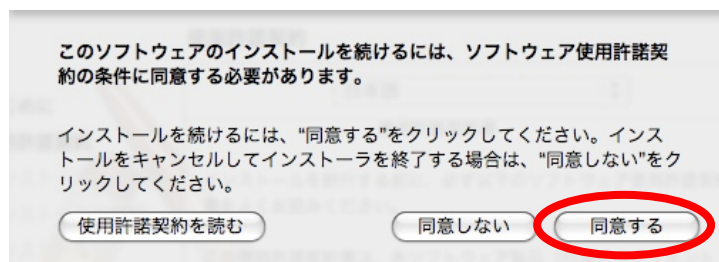 このソフトウェアのインストールを続けるには、ソフトウェア使用許諾契
約の条件に同意する必要があります。
インストールを続けるには、“同意する”をクリックしてください。インス
トールをキャンセルしてインストーラを終了する場合は、“同意しない”をク
リックしてください。
使用許諾契約を読む 同意しない 同意する